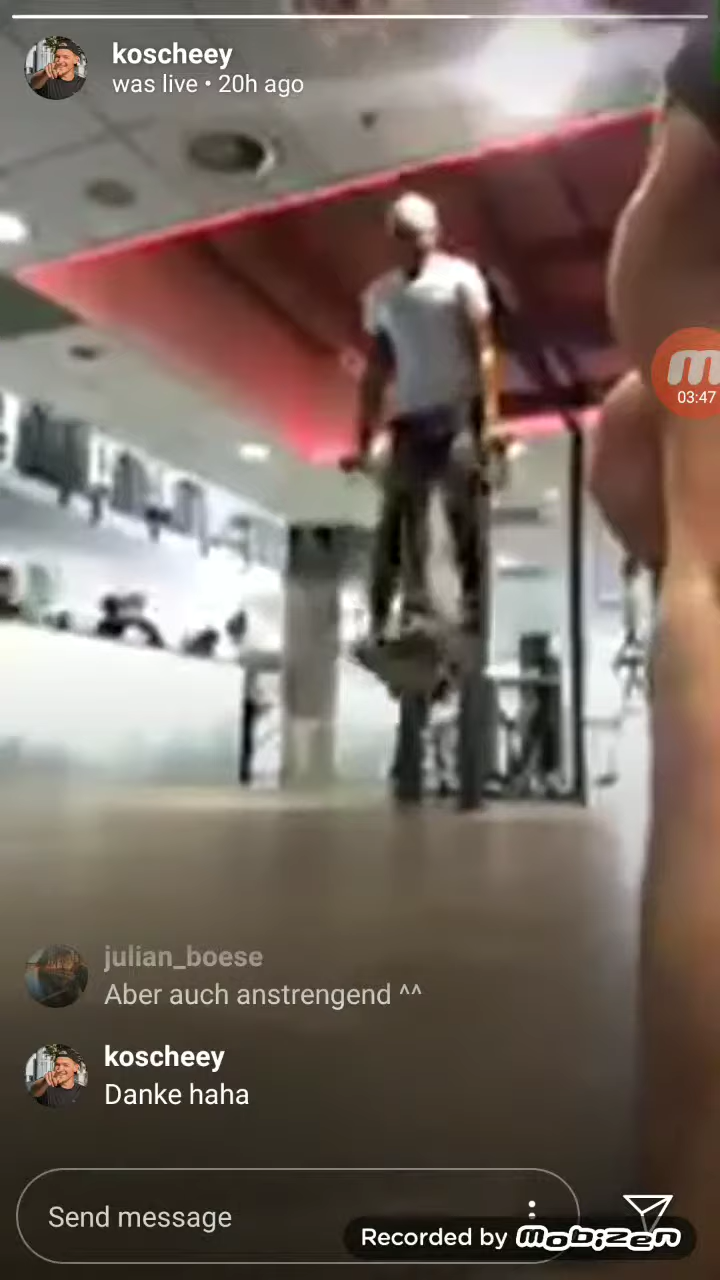 koscheey
was live • 20h ago
03:47
julian_boese
Aber auch anstrengend ^^
koscheey
Danke haha
Send message
Recorded by mobizen